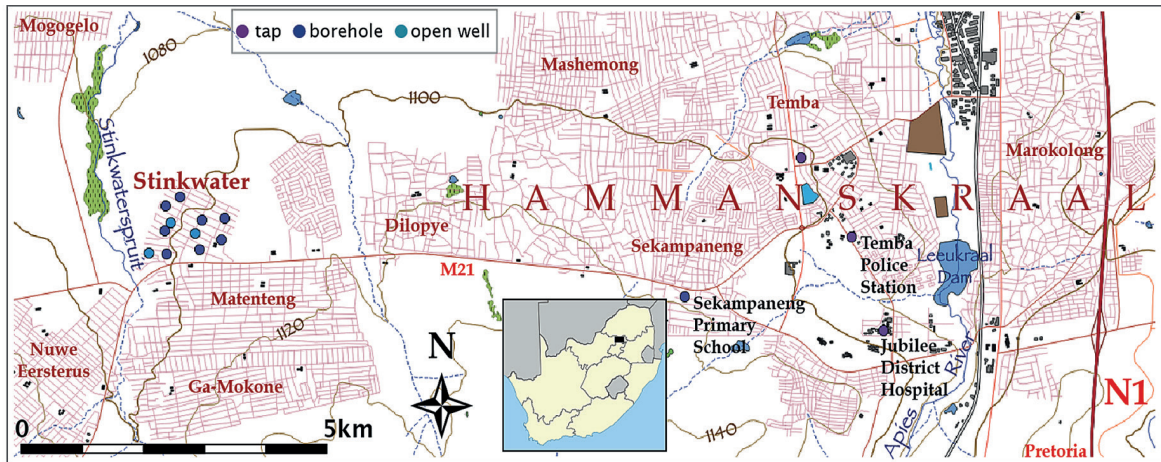 Mogogelo
1080
tap
borehole
open well
1100
Mashemong
Temba
Marokolong
Stinkwaterspruit
Stinkwater
HAMMANSKRAAL
Dilopye
Sekampaneng
M21
Temba
Police
Station
Leeukraal
Dam
Matenteng
1120
Sekampaneng
Primary
School
Nuwe
Eersterus
Ga-Mokone
N
Jubilee
District
Hospital
Apies River
N1
0
5km
1140
Pretoria